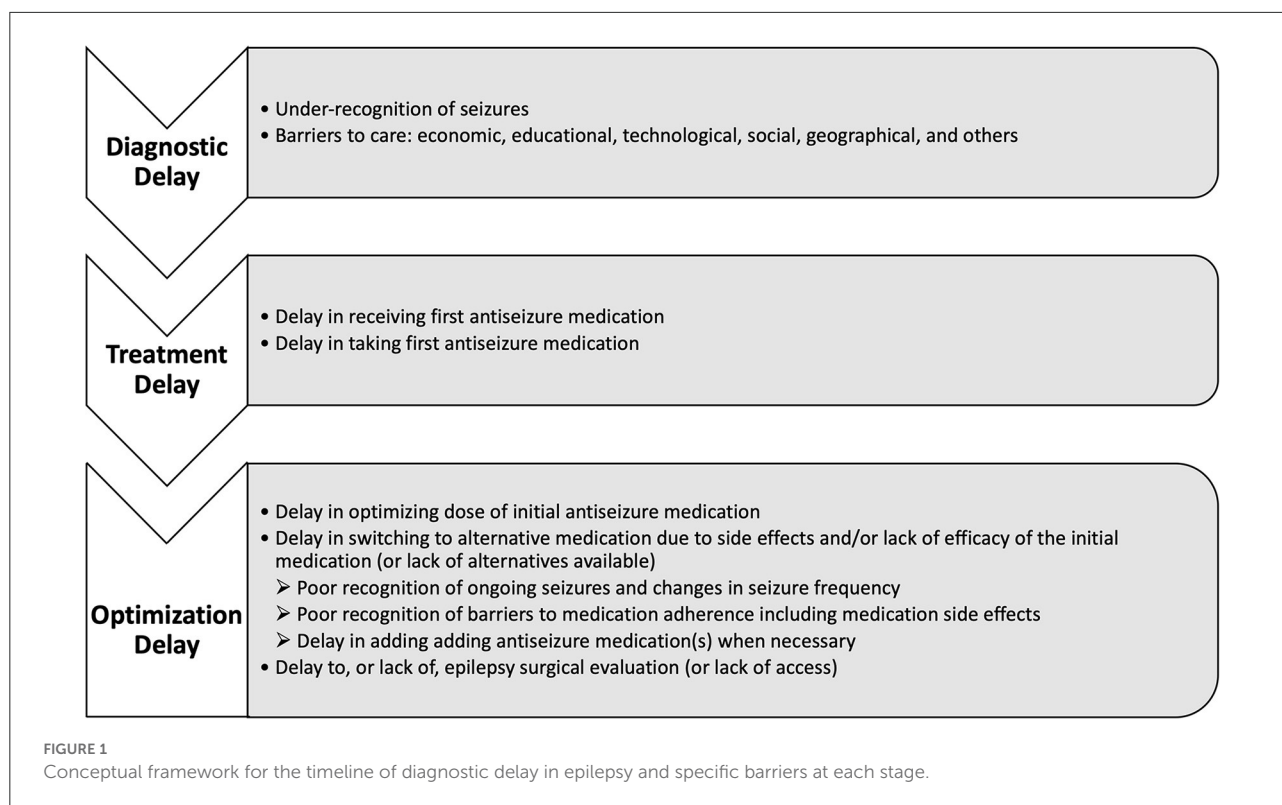 Diagnostic
Delay
• Under-recognition of seizures
• Barriers to care: economic, educational, technological, social, geographical, and others
Treatment
Delay
• Delay in receiving first antiseizure medication
• Delay in taking first antiseizure medication
Optimization
Delay
• Delay in optimizing dose of initial antiseizure medication
• Delay in switching to alternative medication due to side effects and/or lack of efficacy of the initial
medication (or lack of alternatives available)
➢ Poor recognition of ongoing seizures and changes in seizure frequency
➢ Poor recognition of barriers to medication adherence including medication side effects
➢ Delay in adding adding antiseizure medication(s) when necessary
• Delay to, or lack of, epilepsy surgical evaluation (or lack of access)
FIGURE 1
Conceptual framework for the timeline of diagnostic delay in epilepsy and specific barriers at each stage.